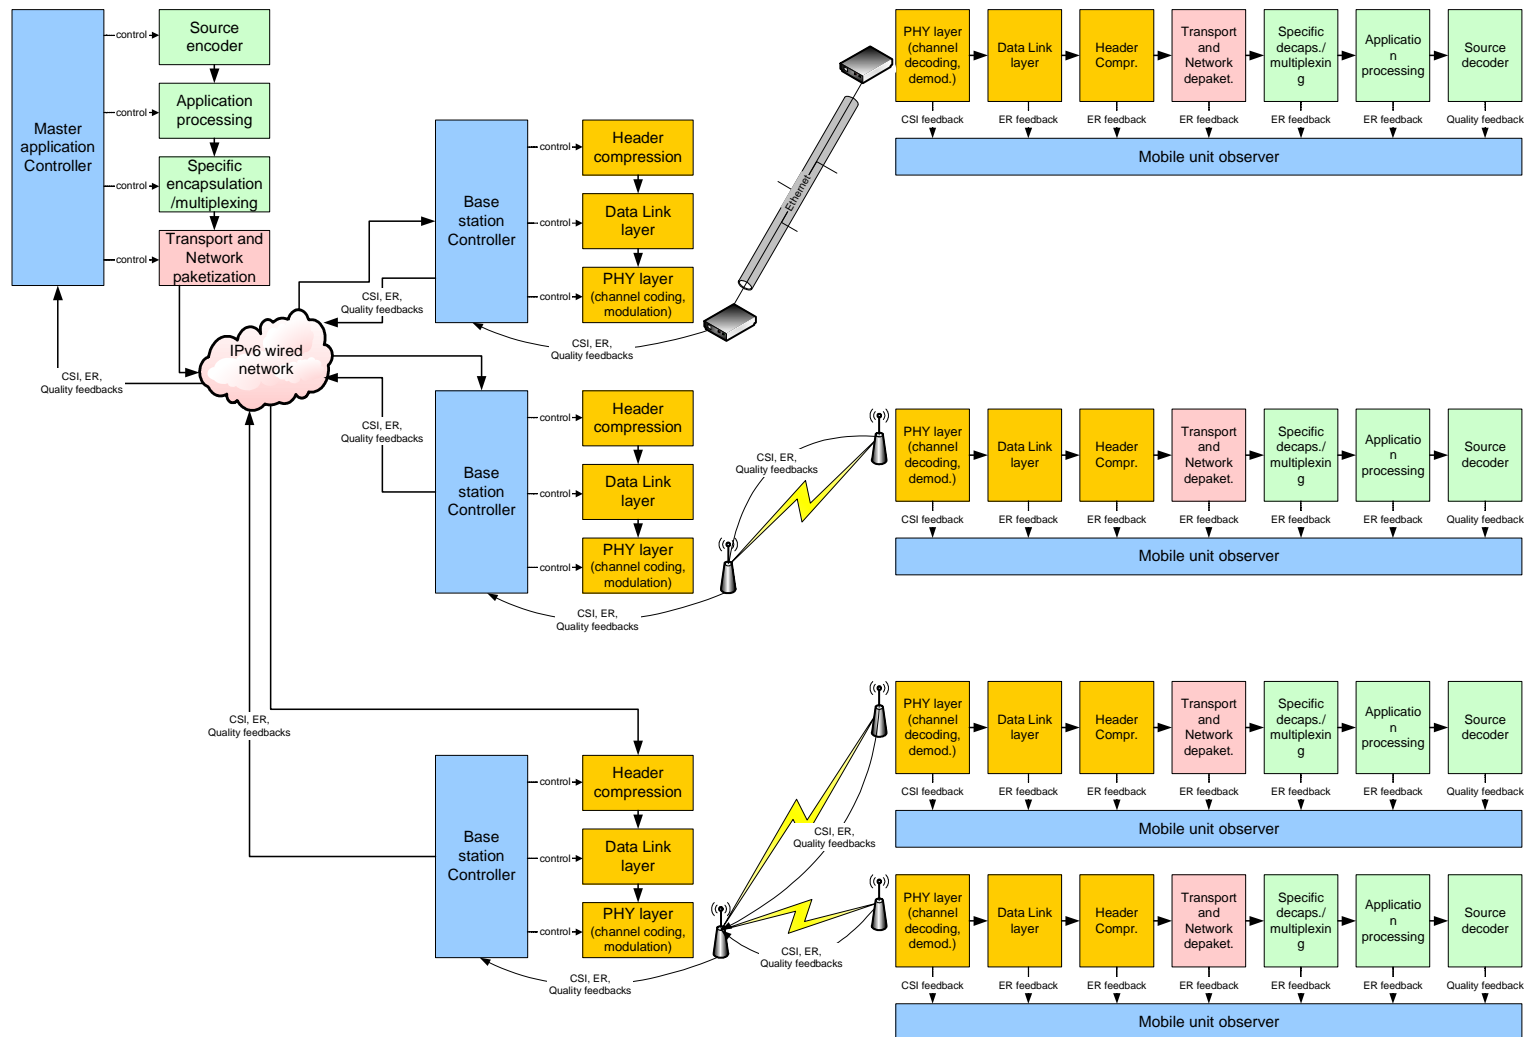 Master
application
Controller
control
control
control
control
Source
encoder
Application
processing
Specific
encapsulation
/multiplexing
Transport and
Network
paketization
CSI, ER,
Quality feedbacks
IPv6 wired
network
CSI, ER,
Quality feedbacks
Base
station
Controller
control
control
control
Header
compression
Data Link
layer
PHY layer
(channel coding,
modulation)
CSI, ER,
Quality feedbacks
Ethernet
PHY layer
(channel
decoding,
demod.)
Data Link
layer
Header
Compr.
Transport
and
Network
depaket.
Specific
decaps./
multiplexin
g
Applicatio
n
processing
Source
decoder
CSI feedback
ER feedback
ER feedback
ER feedback
ER feedback
ER feedback
Quality feedback
Mobile unit observer
CSI, ER,
Quality feedbacks
Base
station
Controller
control
control
control
Header
compression
Data Link
layer
PHY layer
(channel coding,
modulation)
CSI, ER,
Quality feedbacks
CSI, ER,
Quality feedbacks
PHY layer
(channel
decoding,
demod.)
Data Link
layer
Header
Compr.
Transport
and
Network
depaket.
Specific
decaps./
multiplexin
g
Applicatio
n
processing
Source
decoder
CSI feedback
ER feedback
ER feedback
ER feedback
ER feedback
ER feedback
Quality feedback
Mobile unit observer
CSI, ER,
Quality feedbacks
Base
station
Controller
control
control
control
Header
compression
Data Link
layer
PHY layer
(channel coding,
modulation)
CSI, ER,
Quality feedbacks
CSI, ER,
Quality feedbacks
PHY layer
(channel
decoding,
demod.)
Data Link
layer
Header
Compr.
Transport
and
Network
depaket.
Specific
decaps./
multiplexin
g
Applicatio
n
processing
Source
decoder
CSI feedback
ER feedback
ER feedback
ER feedback
ER feedback
ER feedback
Quality feedback
Mobile unit observer
CSI, ER,
Quality feedbacks
PHY layer
(channel
decoding,
demod.)
Data Link
layer
Header
Compr.
Transport
and
Network
depaket.
Specific
decaps./
multiplexin
g
Applicatio
n
processing
Source
decoder
CSI feedback
ER feedback
ER feedback
ER feedback
ER feedback
ER feedback
Quality feedback
Mobile unit observer